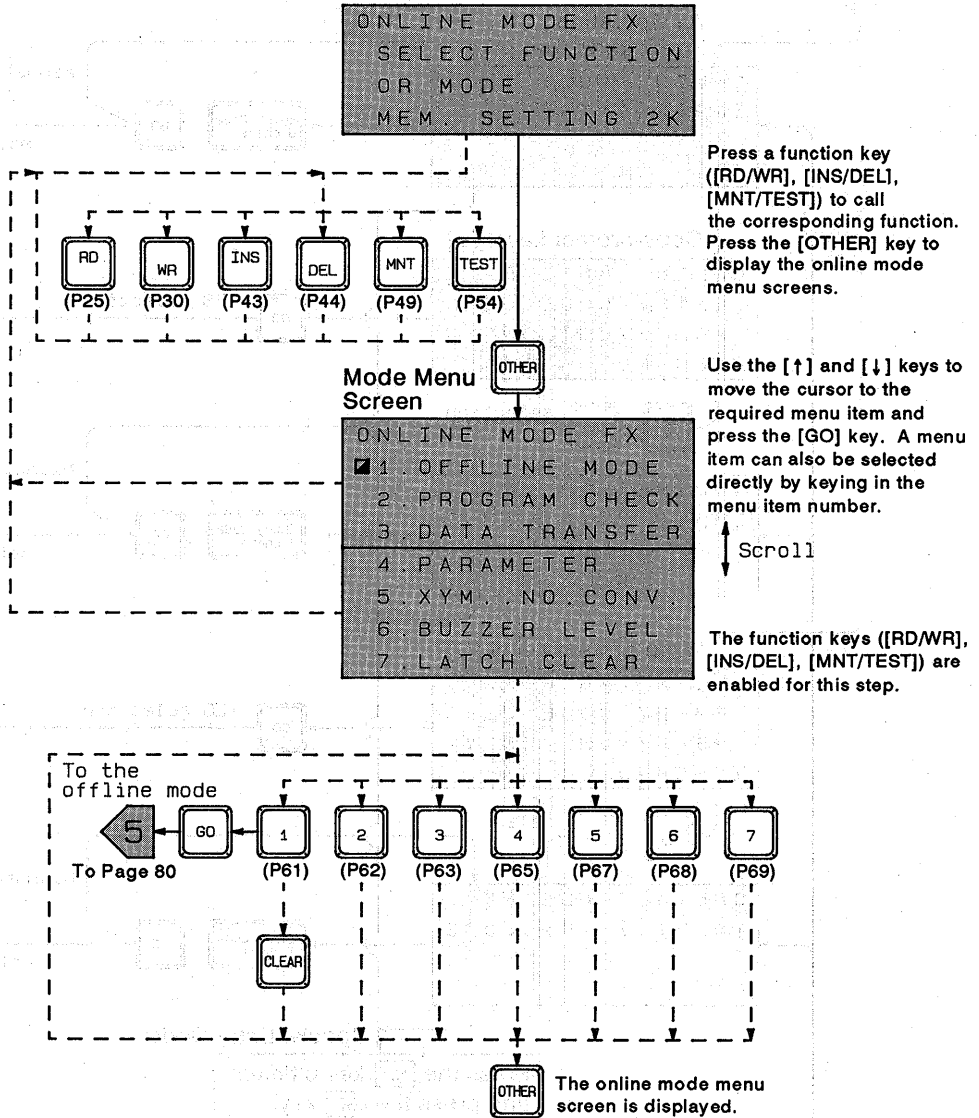 ONLINE MODE FX
SELECT FUNCTION
OR MODE
MEM. SETTING 2K
Press a function key
([RD/WR], [INS/DEL],
[MNT/TEST]) to call
the corresponding function.
Press the [OTHER] key to
display the online mode
menu screens.
RD WR INS DEL MNT TEST
(P25) (P30) (P43) (P44) (P49) (P54)
OTHER
Mode Menu
Screen
ONLINE MODE FX
1.OFFLINE MODE
2.PROGRAM CHECK
3.DATA TRANSFER
4.PARAMETER
5.XYM..NO.CONV.
6.BUZZER LEVEL
7.LATCH CLEAR
Use the [↑] and [↓] keys to
move the cursor to the
required menu item and
press the [GO] key. A menu
item can also be selected
directly by keying in the
menu item number.
Scroll
The function keys ([RD/WR],
[INS/DEL], [MNT/TEST]) are
enabled for this step.
To the
offline mode
5 GO 1 2 3 4 5 6 7
To Page 80 (P61) (P62) (P63) (P65) (P67) (P68) (P69)
CLEAR
OTHER
The online mode menu
screen is displayed.